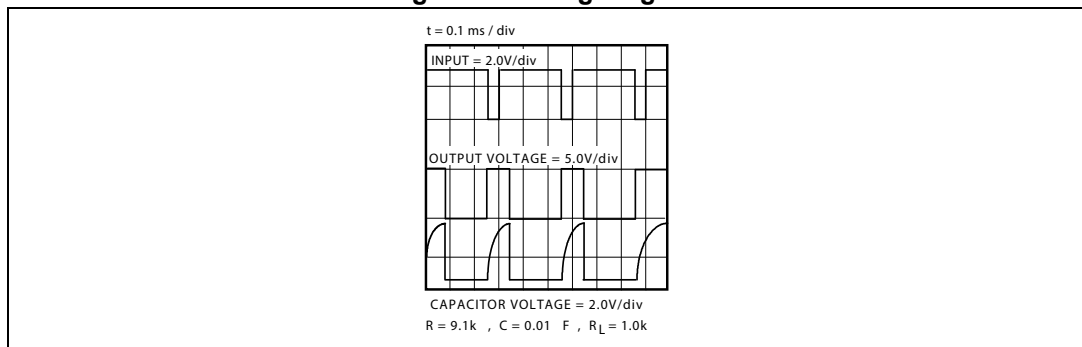 t = 0.1 ms / div
INPUT = 2.0V/div
OUTPUT VOLTAGE = 5.0V/div
CAPACITOR VOLTAGE = 2.0V/div
R = 9.1k , C = 0.01 F , RL = 1.0k